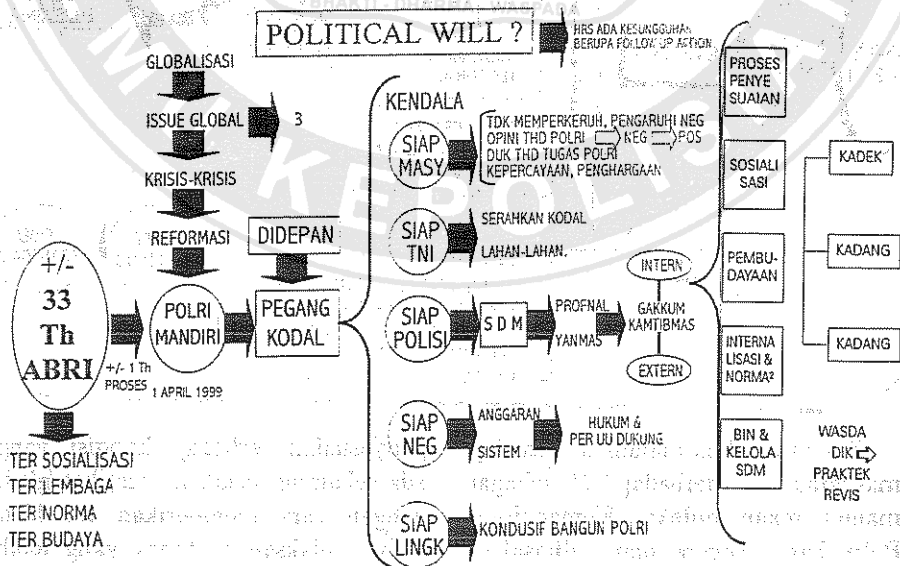 BHAKTI - DHARMA - WASPADA
POLITICAL WILL ?
HRS ADA KESUNGGUHAN
BERUPA FOLLOW UP ACTION
GLOBALISASI
ISSUE GLOBAL
3
KRISIS-KRISIS
REFORMASI
+/-
33
Th
ABRI
+/- 1 Th
PROSES
POLRI
MANDIRI
1 APRIL 1999
DIDEPAN
PEGANG
KODAL
TER SOSIALISASI
TER LEMBAGA
TER NORMA
TER BUDAYA
KENDALA
SIAP
MASY
TDK MEMPERKERUH, PENGARUHI NEG
OPINI THD POLRI NEG POS
DUK THD TUGAS POLRI
KEPERCAYAAN, PENGHARGAAN
SIAP
TNI
SERAHKAN KODAL
LAHAN-LAHAN.
SIAP
POLISI
S D M
PROFNAL
YANMAS
INTERN
GAKKUM
KAMTIBMAS
EXTERN
SIAP
NEG
ANGGARAN
SISTEM
HUKUM &
PER UU DUKUNG
SIAP
LINGK
KONDUSIF BANGUN POLRI
PROSES
PENYE
SUAIAN
SOSIALI
SASI
PEMBU-
DAYAAN
INTERNA
LISASI &
NORMA²
BIN &
KELOLA
SDM
KADEK
KADANG
KADANG
WASDA
DIK
PRAKTEK
REVIS
KEPOLISIA